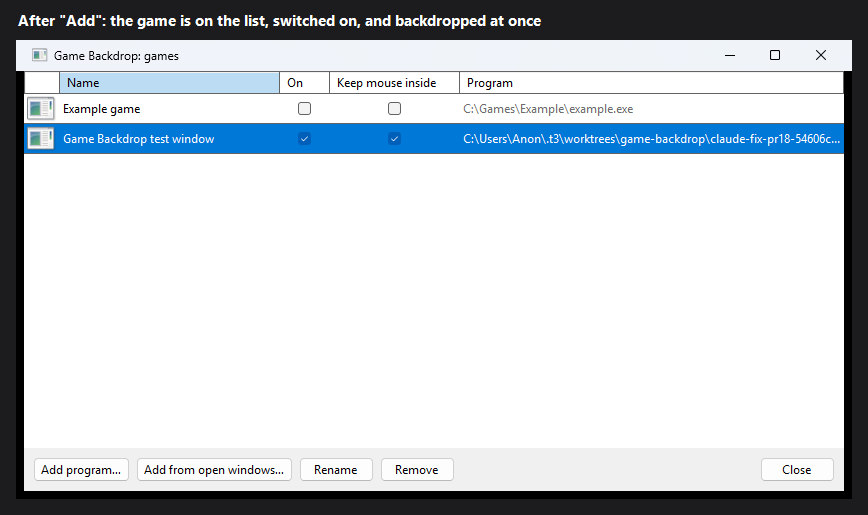 After "Add": the game is on the list, switched on, and backdropped at once
Game Backdrop: games
Name On Keep mouse inside Program
Example game C:\Games\Example\example.exe
Game Backdrop test window C:\Users\Anon\.t3\worktrees\game-backdrop\claude-fix-pr18-54606c...
Add program... Add from open windows... Rename Remove Close